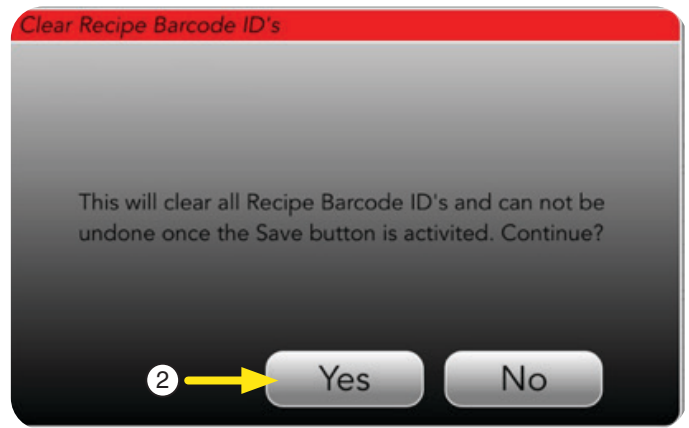 Clear Recipe Barcode ID's
This will clear all Recipe Barcode ID's and can not be
undone once the Save button is activited. Continue?
2 Yes No